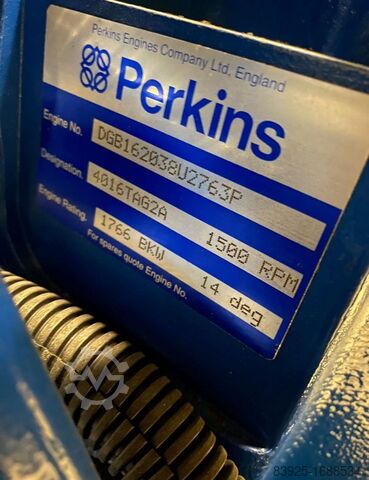 Perkins Engines Company Ltd, England
Perkins
Engine No. DGB162038U2763P
Designation. 4016TAG2A 1500 RPM
Engine Rating. 1766 BKW 14 deg
For spares quote Engine No.
83925-1688534